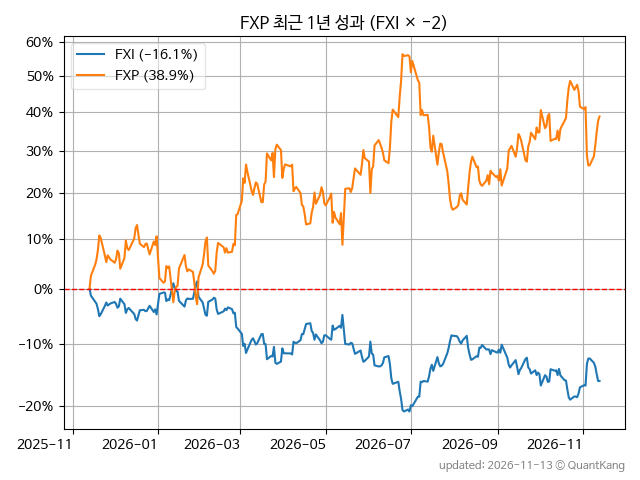 FXP 최근 1년 성과 (FXI × −2)
FXI (−16.1%)
FXP (38.9%)
60%
50%
40%
30%
20%
10%
0%
−10%
−20%
2025−11 2026−01 2026−03 2026−05 2026−07 2026−09 2026−11
updated: 2026−11−13 © QuantKang